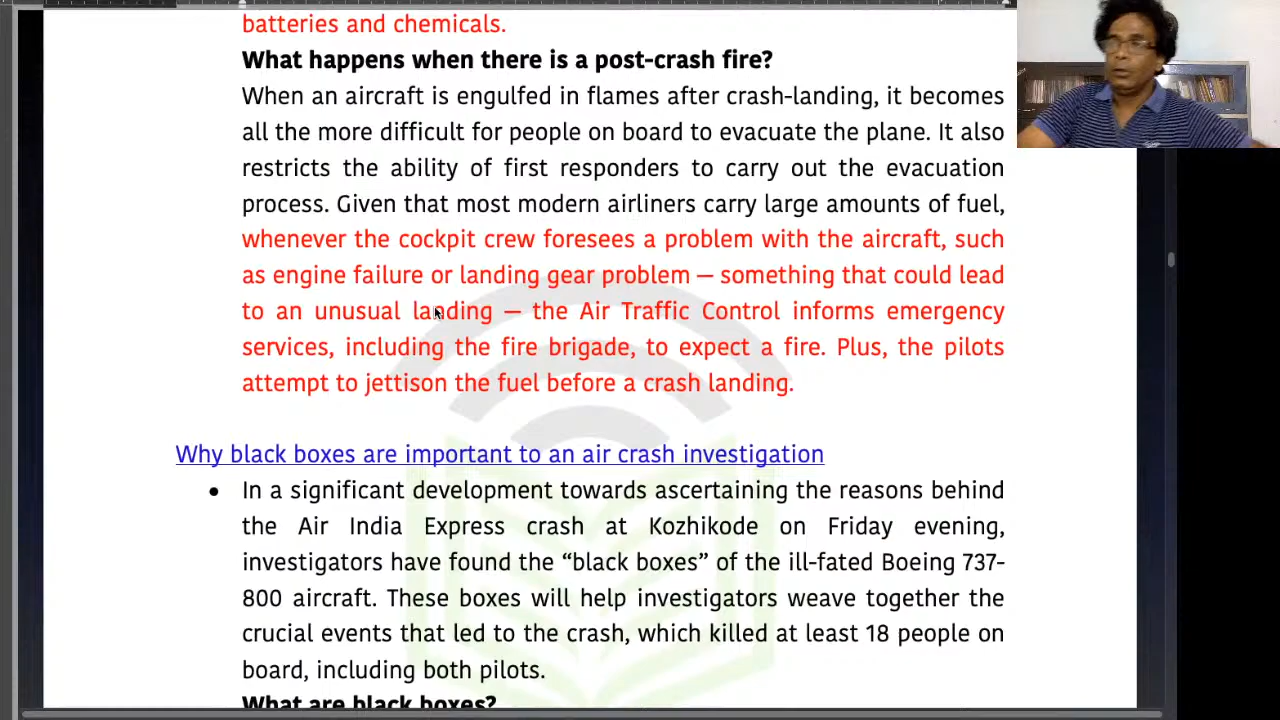 batteries and chemicals.
What happens when there is a post-crash fire?
When an aircraft is engulfed in flames after crash-landing, it becomes
all the more difficult for people on board to evacuate the plane. It also
restricts the ability of first responders to carry out the evacuation
process. Given that most modern airliners carry large amounts of fuel,
whenever the cockpit crew foresees a problem with the aircraft, such
as engine failure or landing gear problem — something that could lead
to an unusual landing — the Air Traffic Control informs emergency
services, including the fire brigade, to expect a fire. Plus, the pilots
attempt to jettison the fuel before a crash landing.
Why black boxes are important to an air crash investigation
• In a significant development towards ascertaining the reasons behind
the Air India Express crash at Kozhikode on Friday evening,
investigators have found the “black boxes” of the ill-fated Boeing 737-
800 aircraft. These boxes will help investigators weave together the
crucial events that led to the crash, which killed at least 18 people on
board, including both pilots.
What are black boxes?